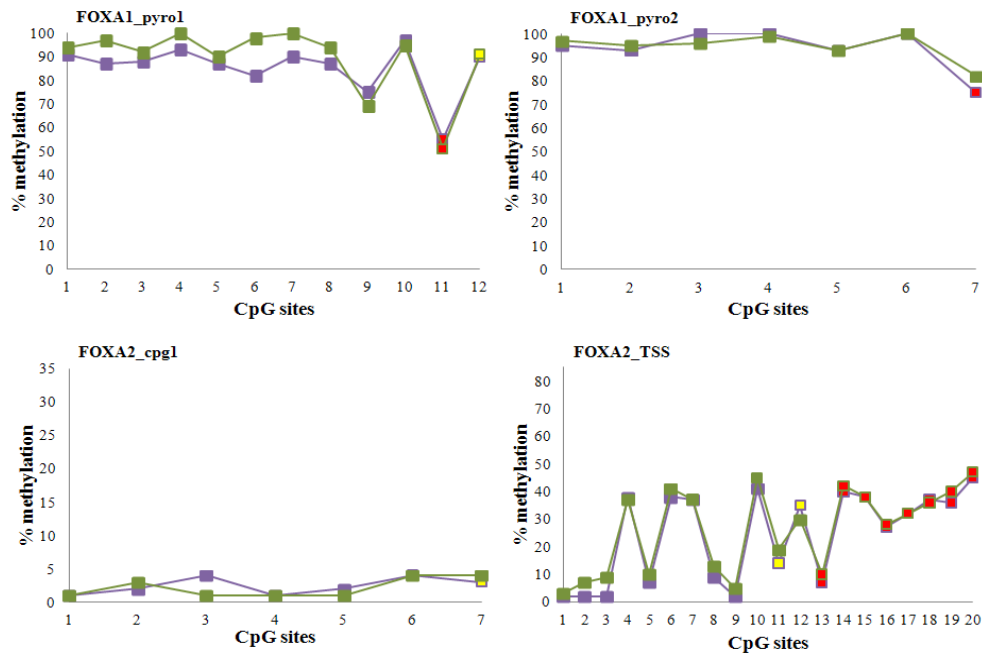 FOXA1_pyro1
% methylation
100
90
80
70
60
50
40
30
20
10
0
1 2 3 4 5 6 7 8 9 10 11 12
CpG sites
FOXA1_pyro2
% methylation
100
90
80
70
60
50
40
30
20
10
0
1 2 3 4 5 6 7
CpG sites
FOXA2_cpg1
% methylation
35
30
25
20
15
10
5
0
1 2 3 4 5 6 7
CpG sites
FOXA2_TSS
% methylation
80
70
60
50
40
30
20
10
0
1 2 3 4 5 6 7 8 9 10 11 12 13 14 15 16 17 18 19 20
CpG sites